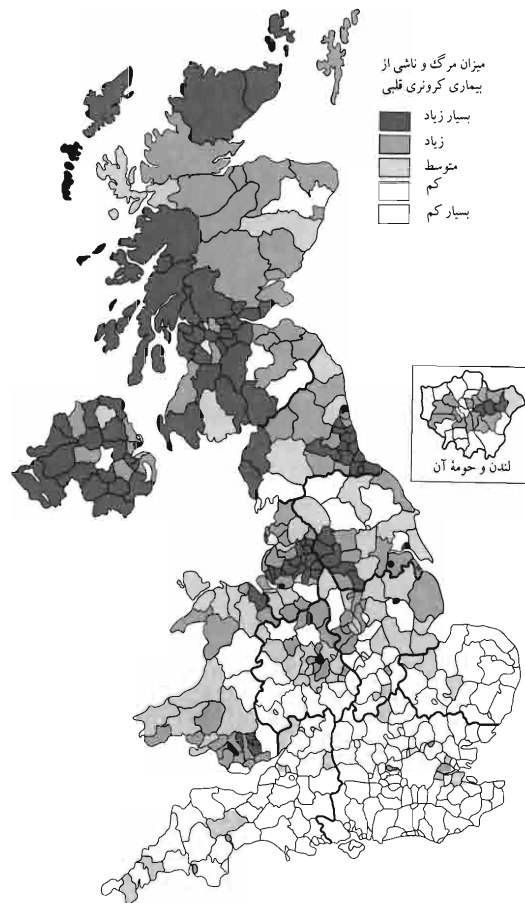 میزان مرگ و ناشی از
بیماری کرونری قلبی
بسیار زیاد
زیاد
متوسط
کم
بسیار کم
لندن و حومهٔ آن